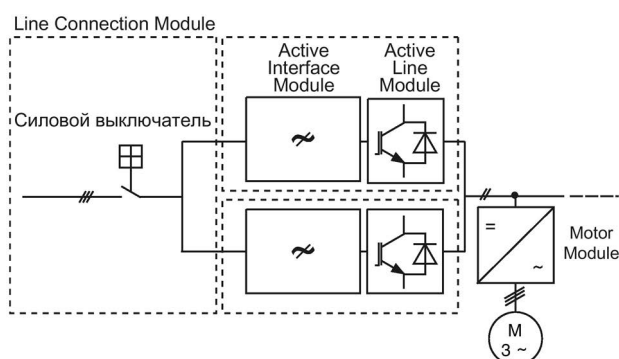 Line Connection Module
Active
Interface
Module
Active
Line
Module
Силовой выключатель
=
~
Motor
Module
M
3 ~